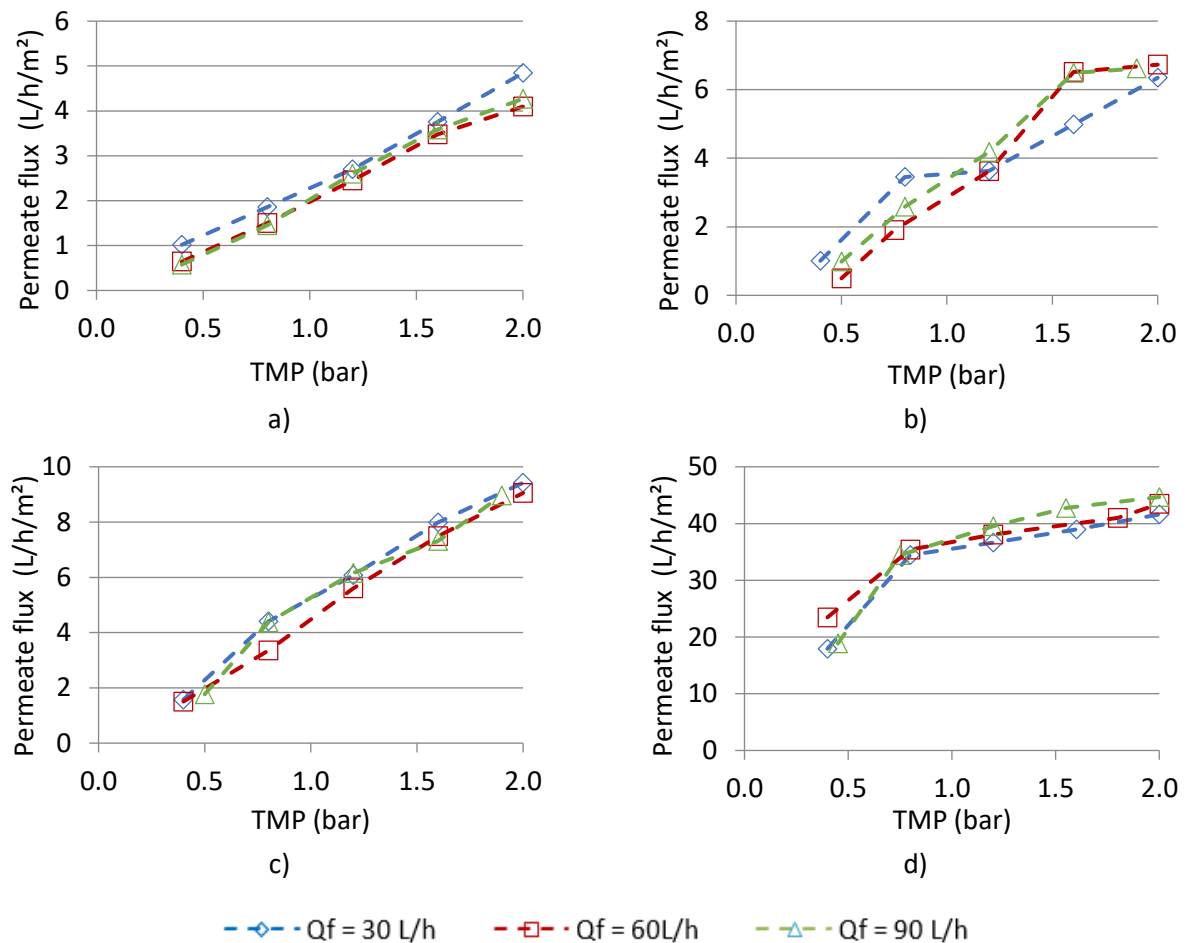 Permeate flux (L/h/m²)
6
5
4
3
2
1
0
0.0 0.5 1.0 1.5 2.0
TMP (bar)
a)
Permeate flux (L/h/m²)
8
6
4
2
0
0.0 0.5 1.0 1.5 2.0
TMP (bar)
b)
Permeate flux (L/h/m²)
10
8
6
4
2
0
0.0 0.5 1.0 1.5 2.0
TMP (bar)
c)
Permeate flux (L/h/m²)
50
40
30
20
10
0
0.0 0.5 1.0 1.5 2.0
TMP (bar)
d)
Qf = 30 L/h Qf = 60L/h Qf = 90 L/h